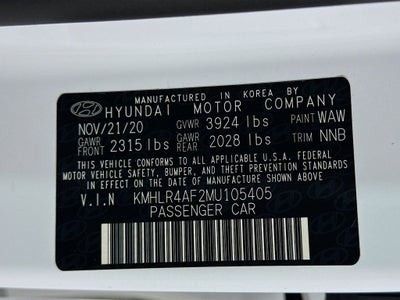 MANUFACTURED IN KOREA BY
HYUNDAI MOTOR COMPANY
NOV/21/20 GVWR 3924 lbs PAINT WAW
GAWR FRONT 2315 lbs GAWR REAR 2028 lbs TRIM NNB
THIS VEHICLE CONFORMS TO ALL APPLICABLE U.S.A. FEDERAL
MOTOR VEHICLE SAFETY, BUMPER, AND THEFT PREVENTION STANDARDS
IN EFFECT ON THE DATE OF MANUFACTURE SHOWN ABOVE.
V.I.N KMHLR4AF2MU105405
PASSENGER CAR